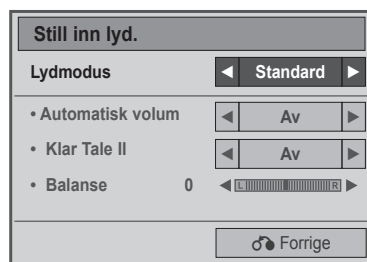 Still inn lyd.
Lydmodus ◄ Standard ►
• Automatisk volum ◄ Av ►
• Klar Tale II ◄ Av ►
• Balanse 0 ◄ L R ►
Forrige